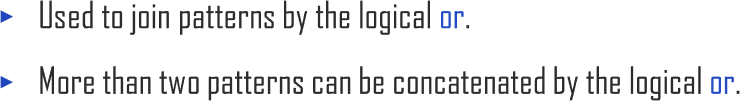 ▸ Used to join patterns by the logical or.
▸ More than two patterns can be concatenated by the logical or.